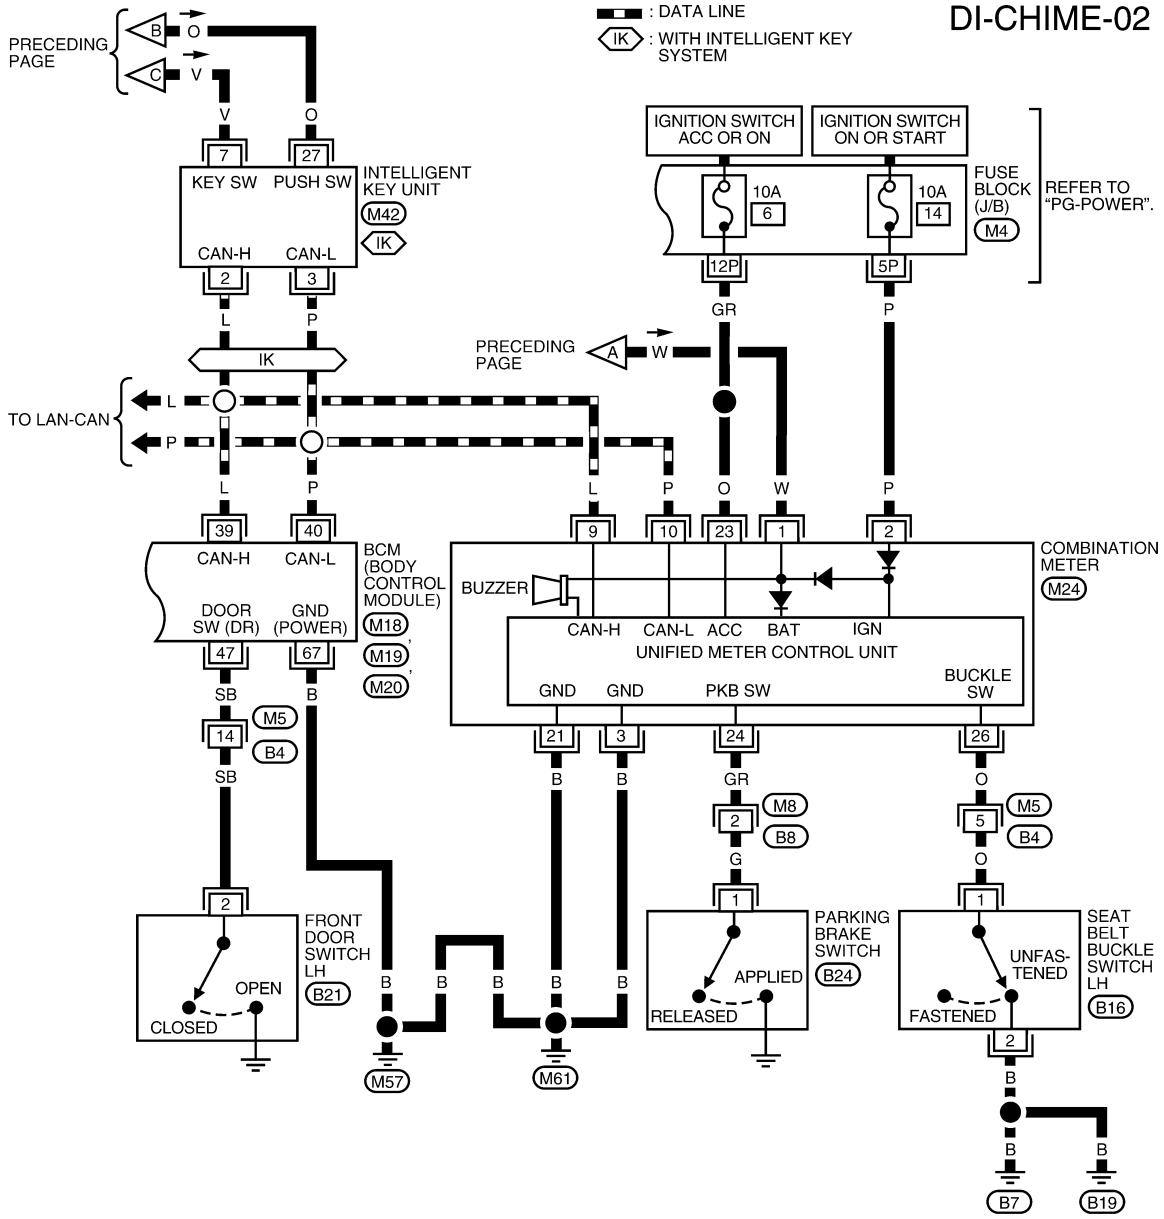 DI-CHIME-02
: DATA LINE
IK
: WITH INTELLIGENT KEY
SYSTEM
PRECEDING
PAGE
B
O
C
V
V
O
7
27
KEY SW
PUSH SW
INTELLIGENT
KEY UNIT
M42
IK
CAN-H
CAN-L
2
3
L
P
IK
TO LAN-CAN
L
P
L
P
IGNITION SWITCH
ACC OR ON
IGNITION SWITCH
ON OR START
FUSE
BLOCK
(J/B)
M4
REFER TO
“PG-POWER”.
10A
6
10A
14
12P
5P
GR
P
PRECEDING
PAGE
A
W
L
P
O
W
P
39
40
CAN-H
CAN-L
BCM
(BODY
CONTROL
MODULE)
M18
,
M19
,
M20
DOOR
SW (DR)
GND
(POWER)
47
67
SB
B
14
M5
B4
SB
2
FRONT
DOOR
SWITCH
LH
B21
OPEN
CLOSED
9
10
23
1
2
COMBINATION
METER
M24
BUZZER
CAN-H
CAN-L
ACC
BAT
IGN
UNIFIED METER CONTROL UNIT
GND
GND
PKB SW
BUCKLE
SW
21
3
24
26
B
B
GR
O
2
M8
B8
5
M5
B4
G
O
1
1
PARKING
BRAKE
SWITCH
B24
APPLIED
RELEASED
SEAT
BELT
BUCKLE
SWITCH
LH
B16
UNFAS-
TENED
FASTENED
2
B
B
B
B
B
M57
M61
B
B
B
B7
B19